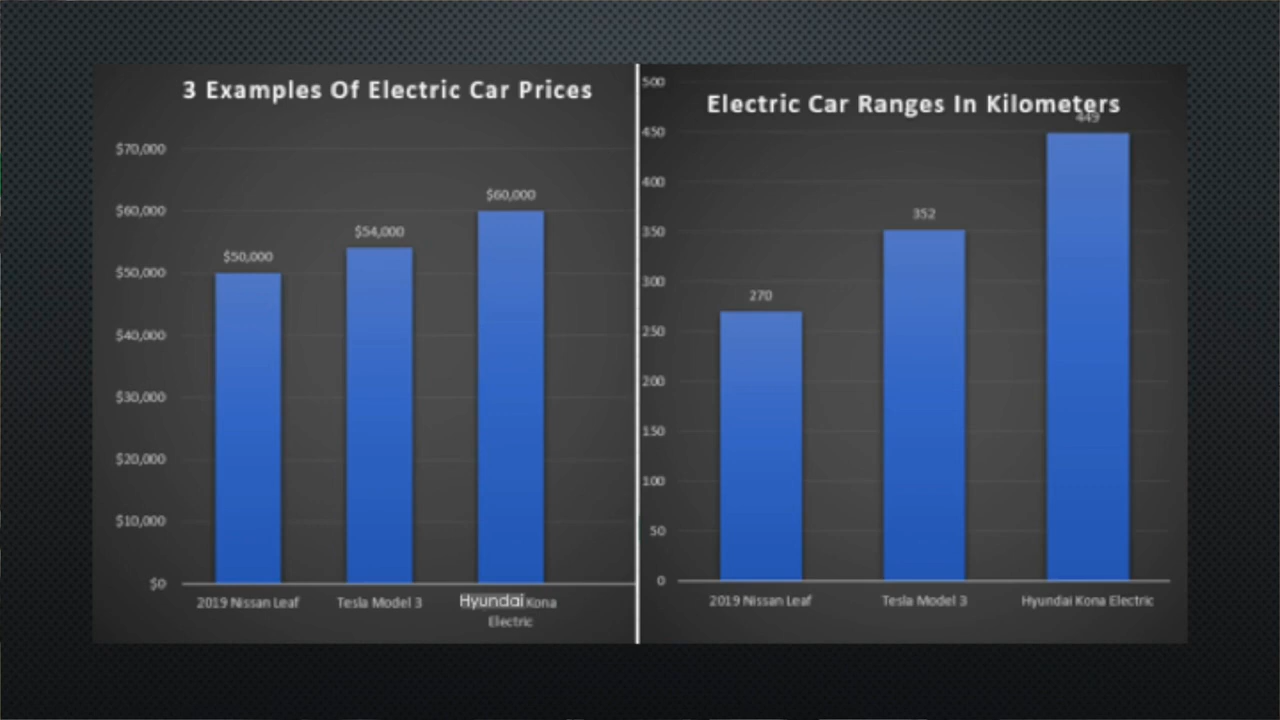 3 Examples Of Electric Car Prices
$70,000
$60,000
$50,000
$40,000
$30,000
$20,000
$10,000
$0
$50,000
$54,000
$60,000
2019 Nissan Leaf
Tesla Model 3
Hyundai Kona
Electric
Electric Car Ranges In Kilometers
500
450
400
350
300
250
200
150
100
50
0
270
352
449
2019 Nissan Leaf
Tesla Model 3
Hyundai Kona Electric